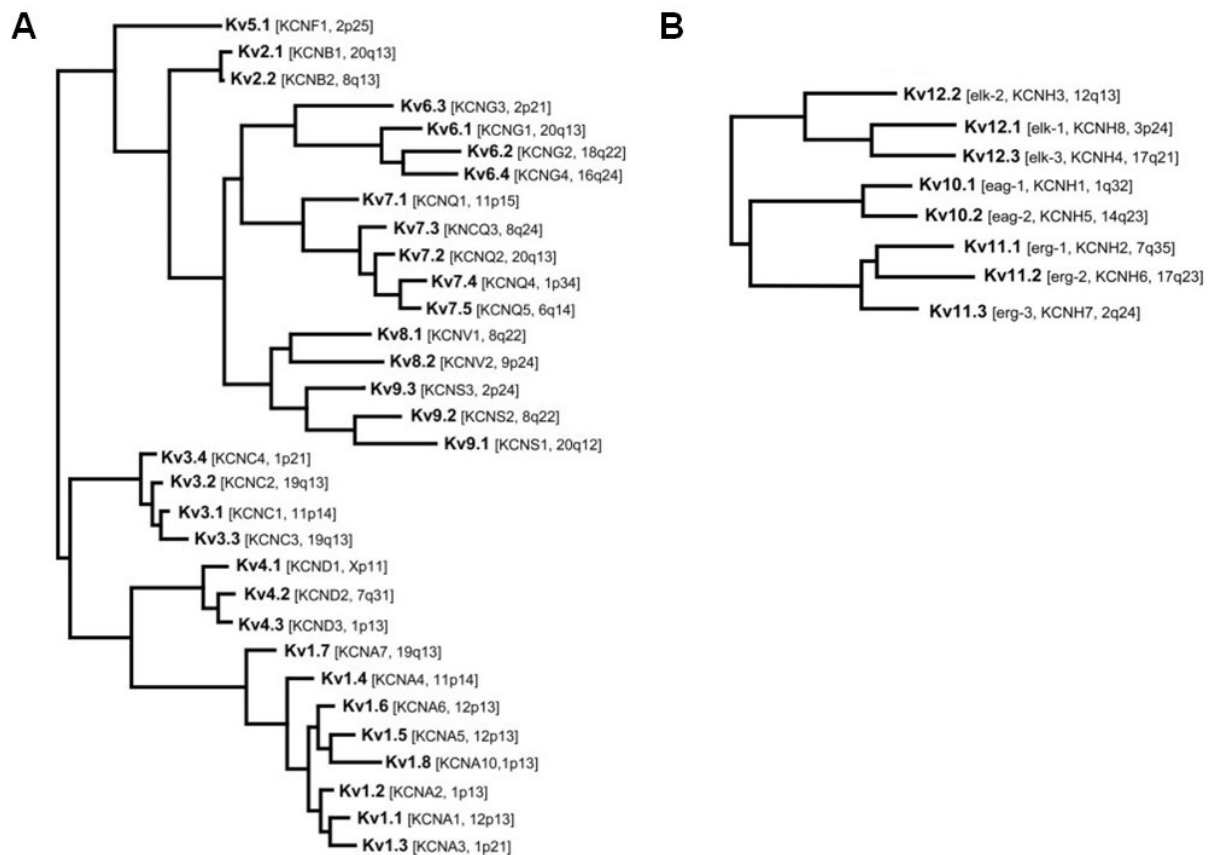 A
Kv5.1 [KCNF1, 2p25]
Kv2.1 [KCNB1, 20q13]
Kv2.2 [KCNB2, 8q13]
Kv6.3 [KCNG3, 2p21]
Kv6.1 [KCNG1, 20q13]
Kv6.2 [KCNG2, 18q22]
Kv6.4 [KCNG4, 16q24]
Kv7.1 [KCNQ1, 11p15]
Kv7.3 [KNCQ3, 8q24]
Kv7.2 [KCNQ2, 20q13]
Kv7.4 [KCNQ4, 1p34]
Kv7.5 [KCNQ5, 6q14]
Kv8.1 [KCNV1, 8q22]
Kv8.2 [KCNV2, 9p24]
Kv9.3 [KCNS3, 2p24]
Kv9.2 [KCNS2, 8q22]
Kv9.1 [KCNS1, 20q12]
Kv3.4 [KCNC4, 1p21]
Kv3.2 [KCNC2, 19q13]
Kv3.1 [KCNC1, 11p14]
Kv3.3 [KCNC3, 19q13]
Kv4.1 [KCND1, Xp11]
Kv4.2 [KCND2, 7q31]
Kv4.3 [KCND3, 1p13]
Kv1.7 [KCNA7, 19q13]
Kv1.4 [KCNA4, 11p14]
Kv1.6 [KCNA6, 12p13]
Kv1.5 [KCNA5, 12p13]
Kv1.8 [KCNA10,1p13]
Kv1.2 [KCNA2, 1p13]
Kv1.1 [KCNA1, 12p13]
Kv1.3 [KCNA3, 1p21]
B
Kv12.2 [elk-2, KCNH3, 12q13]
Kv12.1 [elk-1, KCNH8, 3p24]
Kv12.3 [elk-3, KCNH4, 17q21]
Kv10.1 [eag-1, KCNH1, 1q32]
Kv10.2 [eag-2, KCNH5, 14q23]
Kv11.1 [erg-1, KCNH2, 7q35]
Kv11.2 [erg-2, KCNH6, 17q23]
Kv11.3 [erg-3, KCNH7, 2q24]